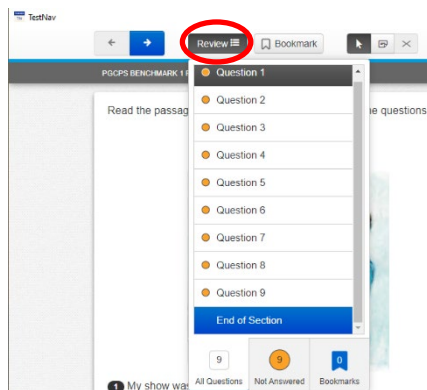 TestNav
Review Bookmark
PGCPS BENCHMARK 1
Question 1
Read the passag e questions
Question 2
Question 3
Question 4
Question 5
Question 6
Question 7
Question 8
Question 9
End of Section
9 9 0
All Questions Not Answered Bookmarks
1 My show was